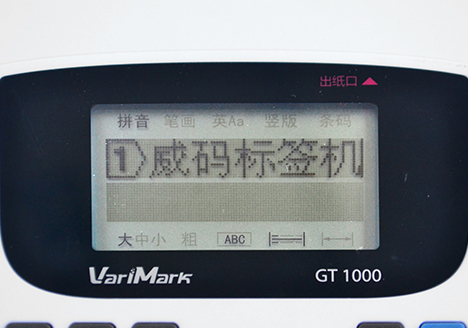 出纸口
拼音 笔画 英Aa 竖版 条码
1 威码标签机
大中小 粗 ABC
VariMark GT 1000